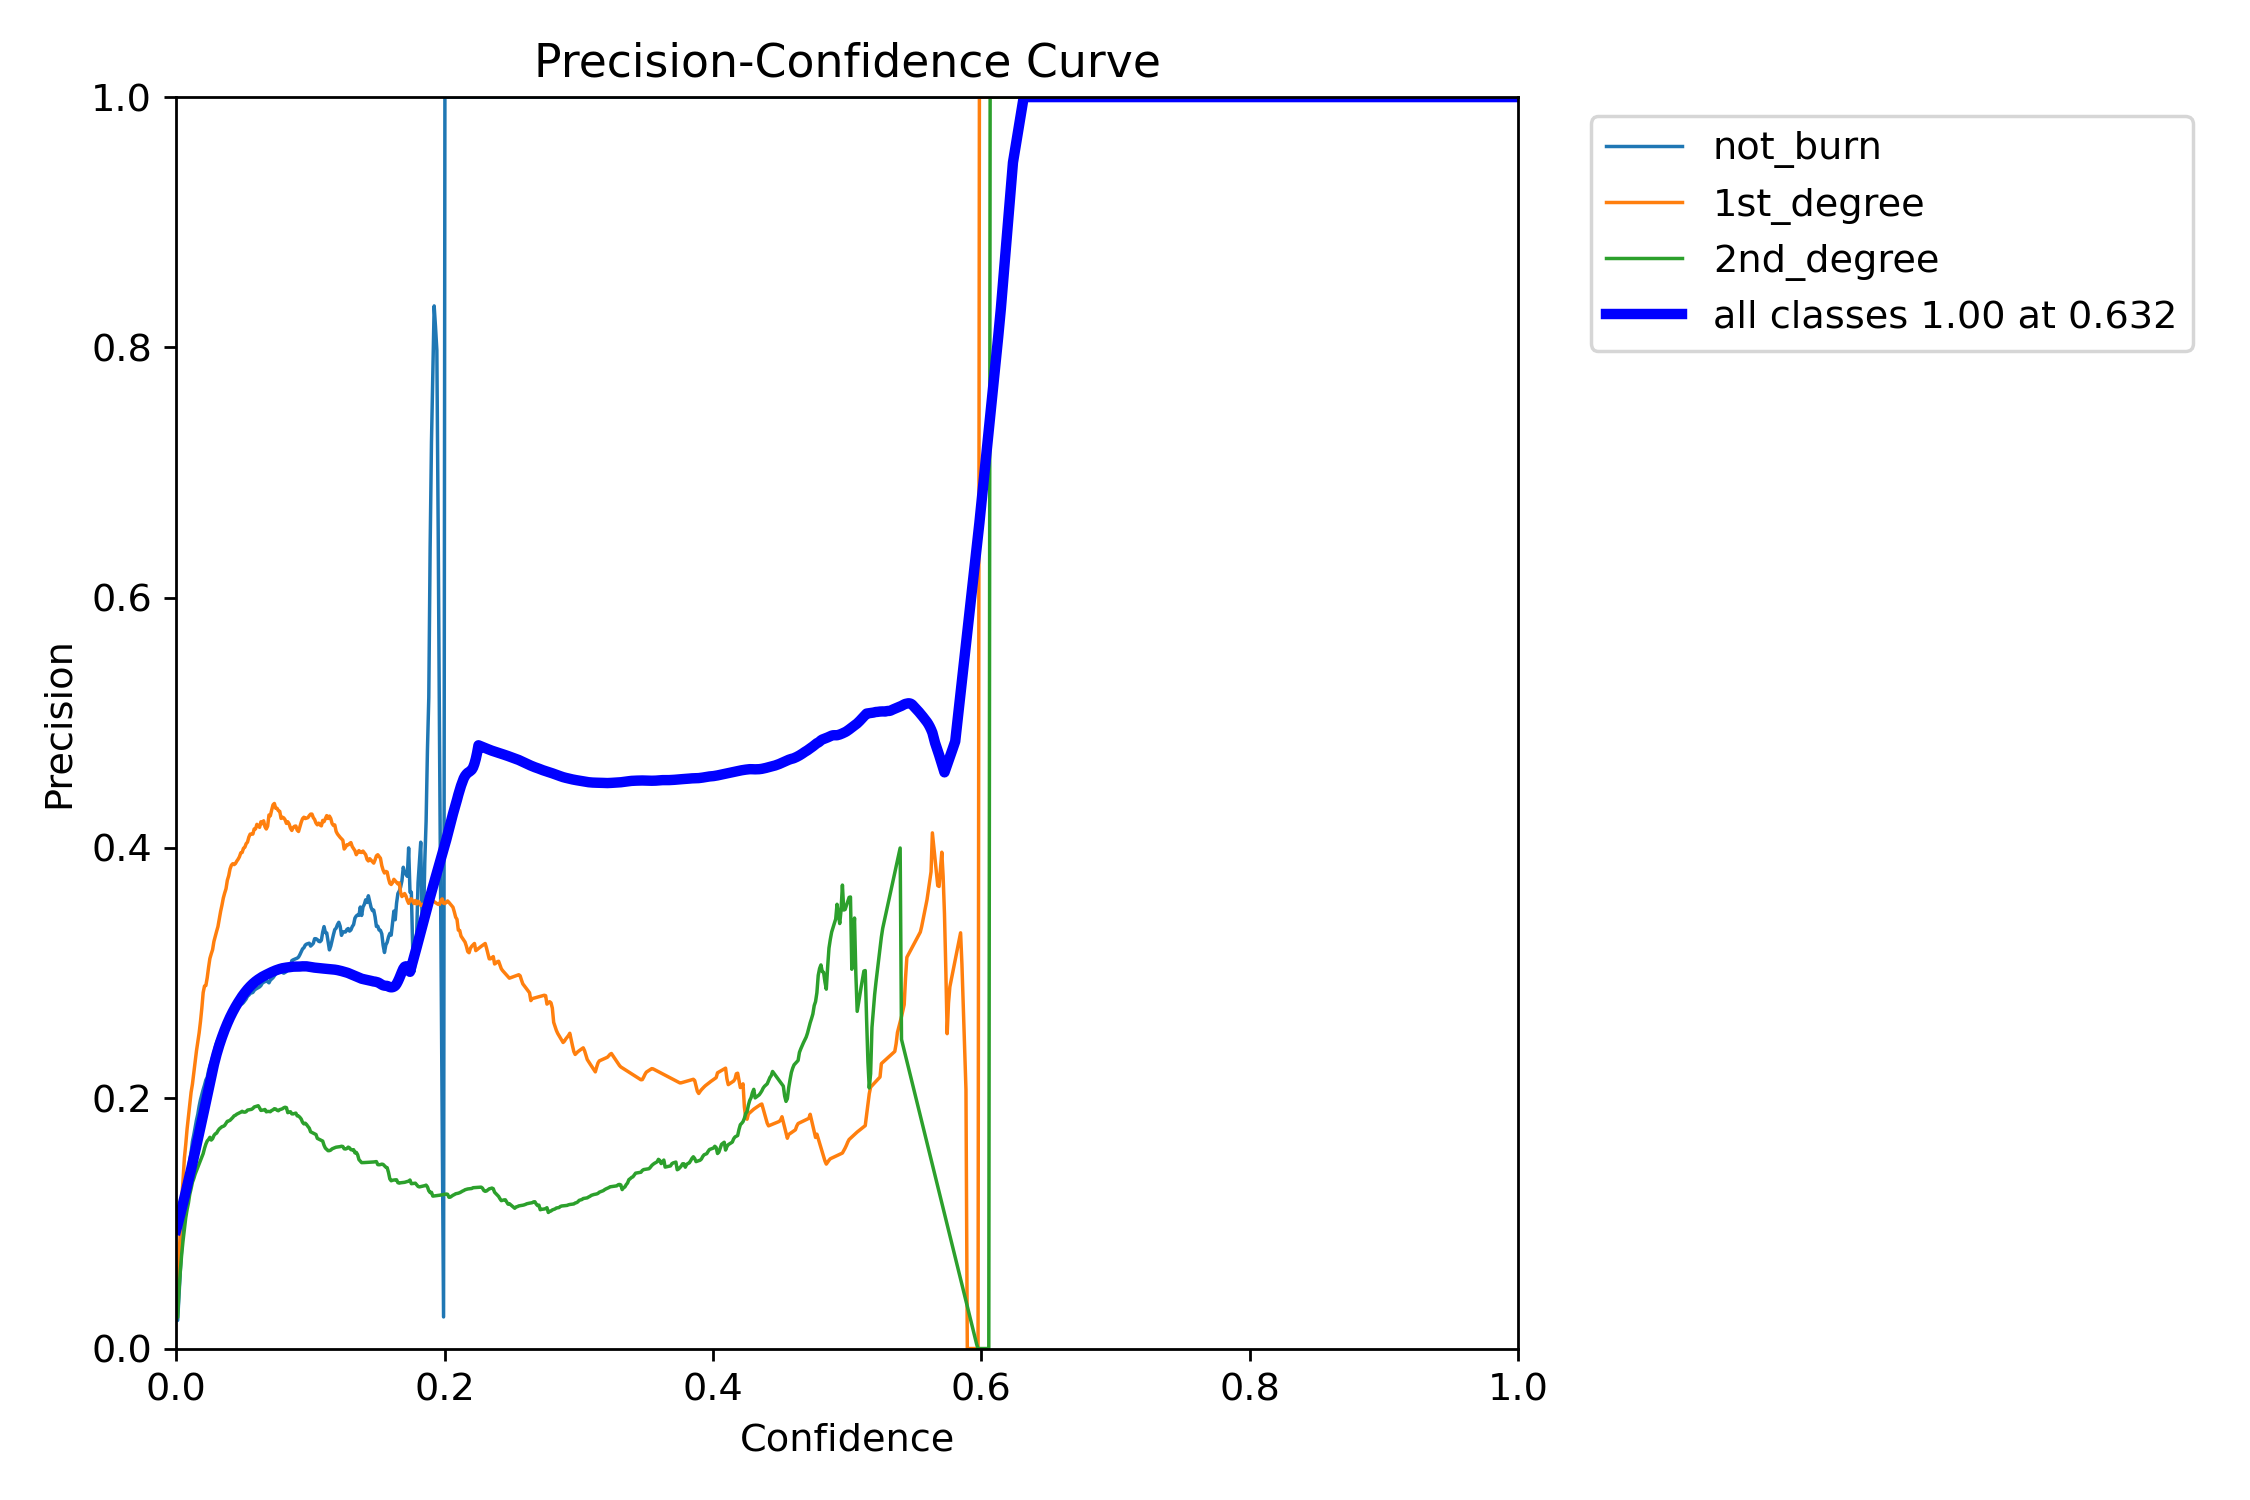 Precision-Confidence Curve
1.0
0.8
0.6
0.4
0.2
0.0
Precision
0.0 0.2 0.4 0.6 0.8 1.0
Confidence
not_burn
1st_degree
2nd_degree
all classes 1.00 at 0.632